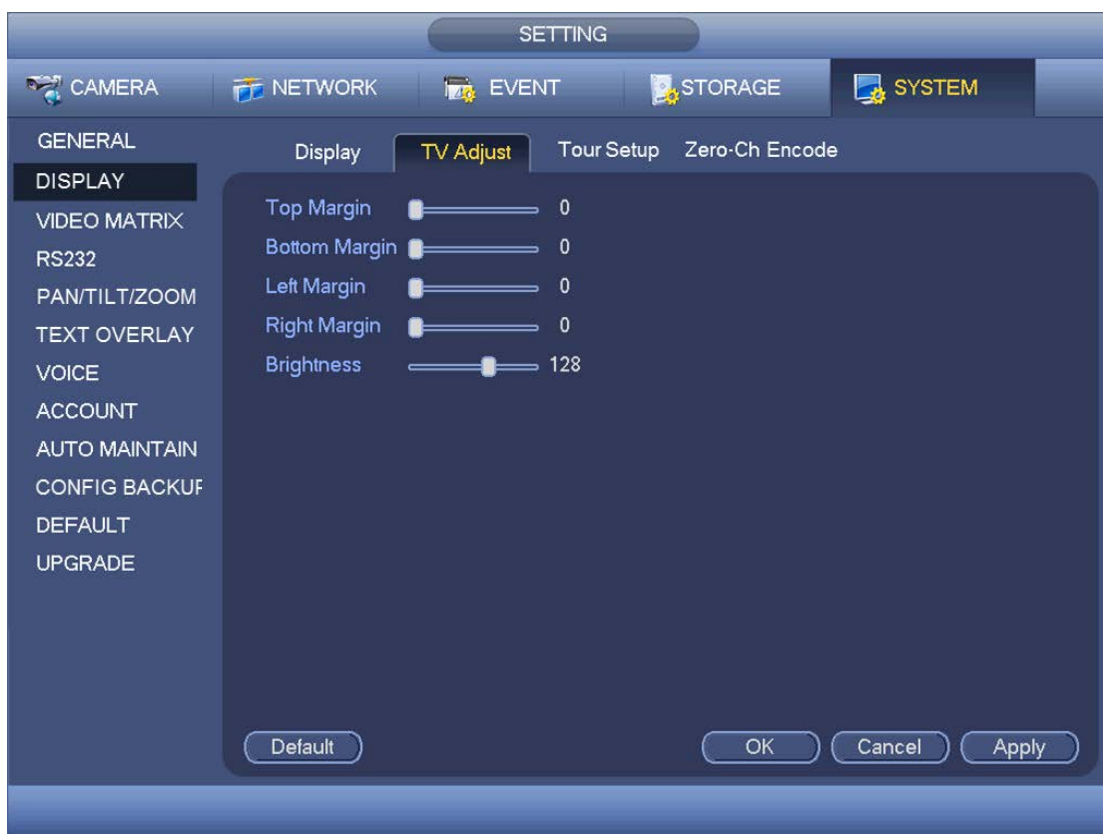 SETTING
CAMERA NETWORK EVENT STORAGE SYSTEM
GENERAL
DISPLAY
VIDEO MATRIX
RS232
PAN/TILT/ZOOM
TEXT OVERLAY
VOICE
ACCOUNT
AUTO MAINTAIN
CONFIG BACKUP
DEFAULT
UPGRADE
Display TV Adjust Tour Setup Zero-Ch Encode
Top Margin 0
Bottom Margin 0
Left Margin 0
Right Margin 0
Brightness 128
Default OK Cancel Apply